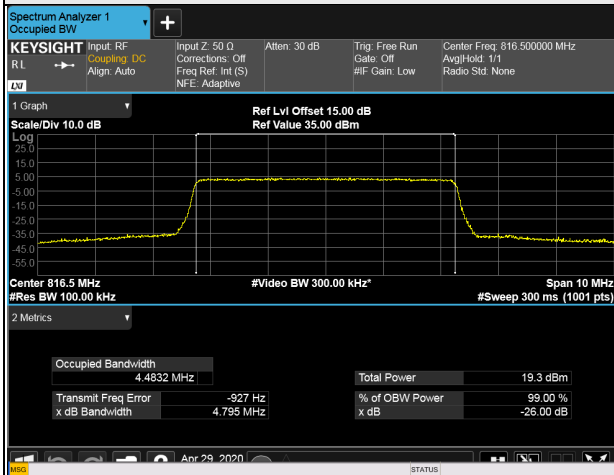 Spectrum Analyzer 1
Occupied BW
+
KEYSIGHT Input: RF Input Z: 50 Ω Atten: 30 dB Trig: Free Run Center Freq: 816.500000 MHz
RL Coupling: DC Corrections: Off Gate: Off Avg|Hold: 1/1
Align: Auto Freq Ref: Int (S) #IF Gain: Low Radio Std: None
LXI NFE: Adaptive
1 Graph
Ref Lvl Offset 15.00 dB
Scale/Div 10.0 dB Ref Value 35.00 dBm
Log
25.0
15.0
5.00
-5.00
-15.0
-25.0
-35.0
-45.0
-55.0
Center 816.5 MHz #Video BW 300.00 kHz* Span 10 MHz
#Res BW 100.00 kHz #Sweep 300 ms (1001 pts)
2 Metrics
Occupied Bandwidth
4.4832 MHz Total Power 19.3 dBm
Transmit Freq Error -927 Hz % of OBW Power 99.00 %
x dB Bandwidth 4.795 MHz x dB -26.00 dB
Apr 29, 2020
MSG STATUS